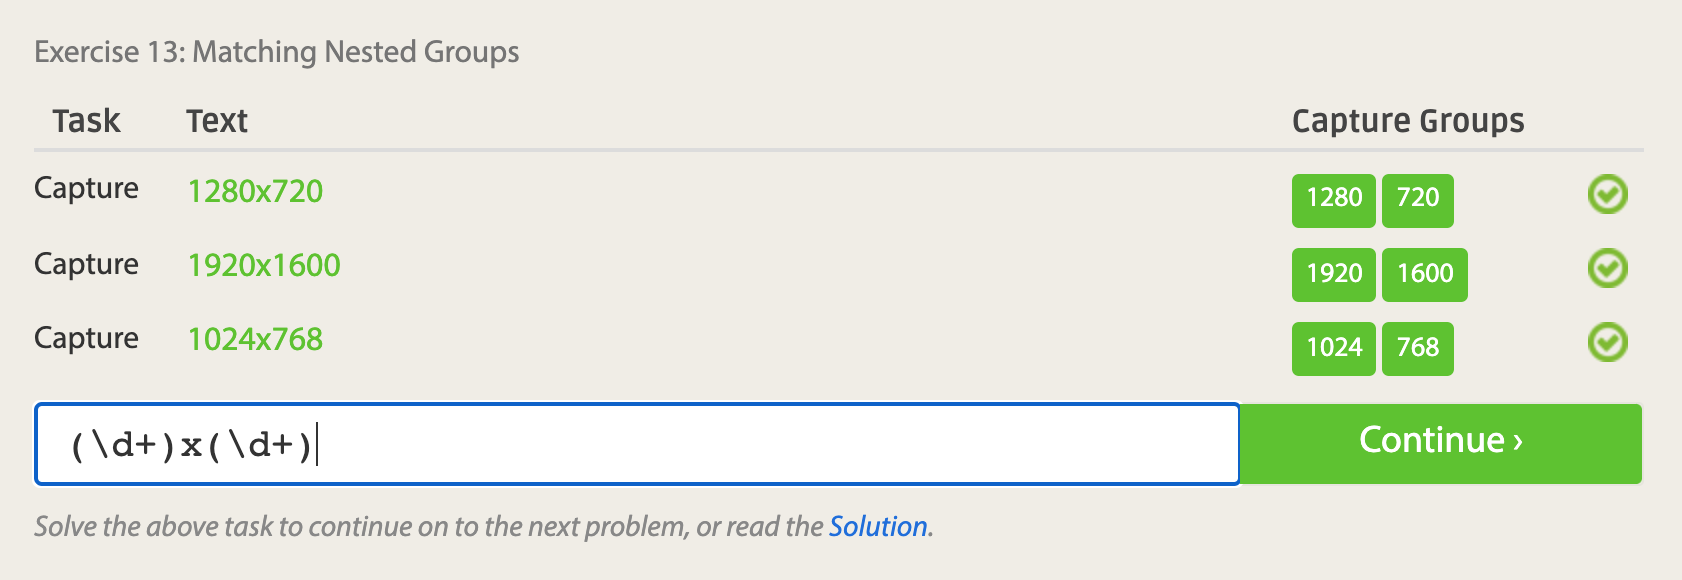 Exercise 13: Matching Nested Groups
Task Text Capture Groups
Capture 1280x720 1280 720
Capture 1920x1600 1920 1600
Capture 1024x768 1024 768
(\d+)x(\d+) Continue ›
Solve the above task to continue on to the next problem, or read the Solution.